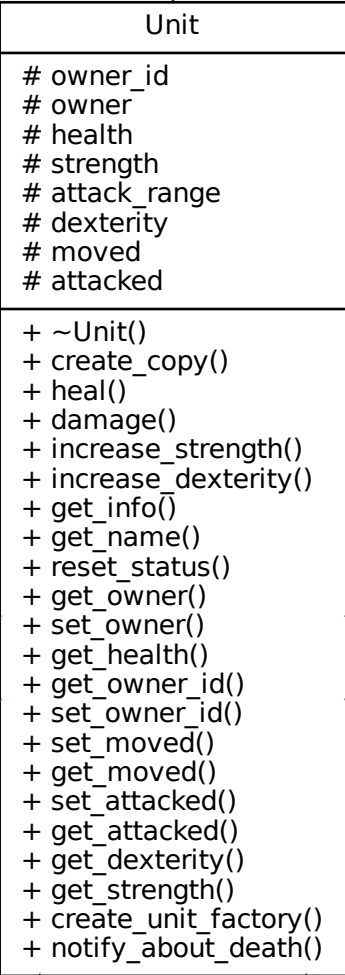 Unit
# owner_id
# owner
# health
# strength
# attack_range
# dexterity
# moved
# attacked
+ ~Unit()
+ create_copy()
+ heal()
+ damage()
+ increase_strength()
+ increase_dexterity()
+ get_info()
+ get_name()
+ reset_status()
+ get_owner()
+ set_owner()
+ get_health()
+ get_owner_id()
+ set_owner_id()
+ set_moved()
+ get_moved()
+ set_attacked()
+ get_attacked()
+ get_dexterity()
+ get_strength()
+ create_unit_factory()
+ notify_about_death()